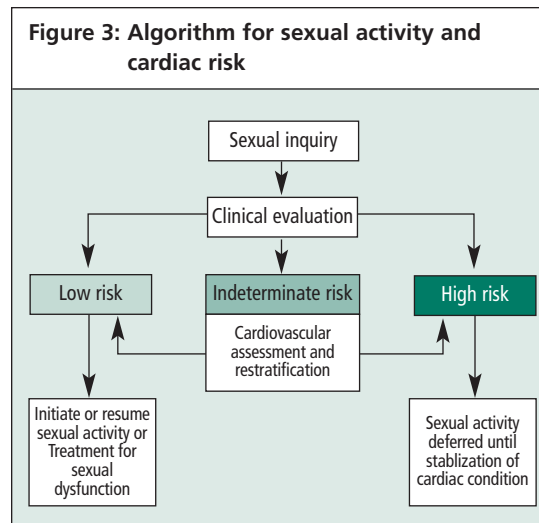 Figure 3: Algorithm for sexual activity and
cardiac risk
Sexual inquiry
Clinical evaluation
Low risk
Indeterminate risk
High risk
Cardiovascular
assessment and
restratification
Initiate or resume
sexual activity or
Treatment for
sexual
dysfunction
Sexual activity
deferred until
stablization of
cardiac condition